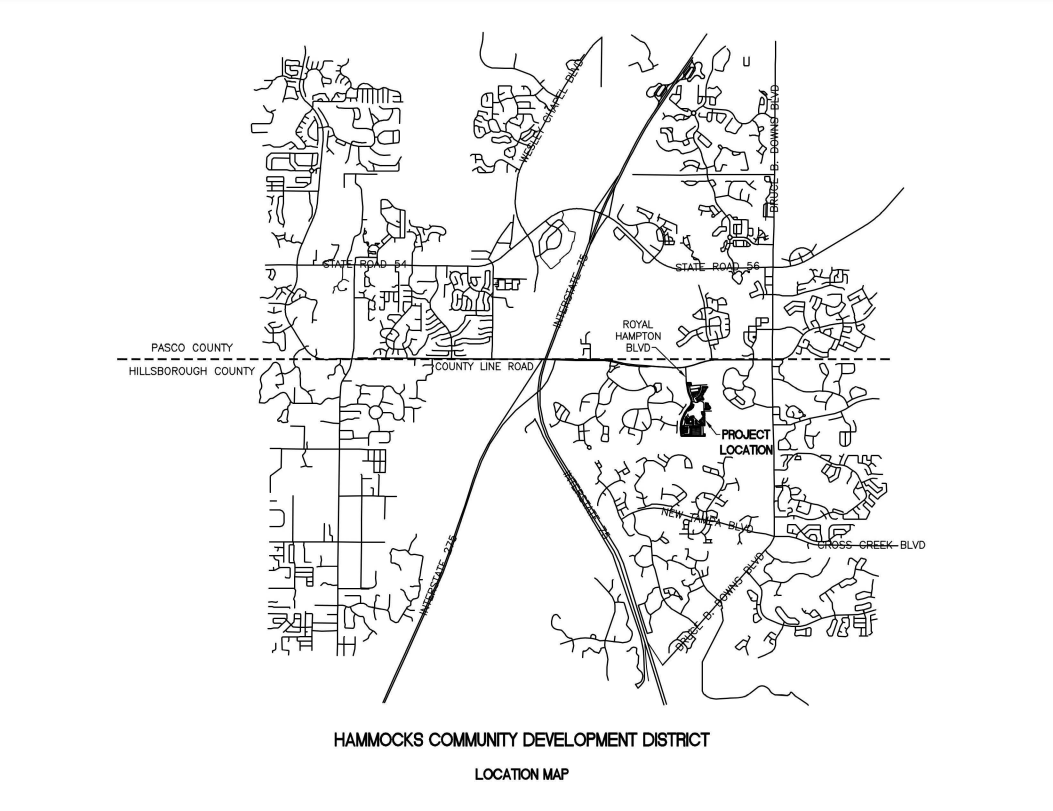 WESLEY CHAPEL BLVD
BRUCE B. DOWNS BLVD
STATE ROAD 54
STATE ROAD 56
INTERSTATE 75
ROYAL
HAMPTON
BLVD
PASCO COUNTY
HILLSBOROUGH COUNTY
COUNTY LINE ROAD
PROJECT
LOCATION
INTERSTATE 75
NEW TAMPA BLVD
CROSS CREEK BLVD
INTERSTATE 275
BRUCE B. DOWNS BLVD
HAMMOCKS COMMUNITY DEVELOPMENT DISTRICT
LOCATION MAP